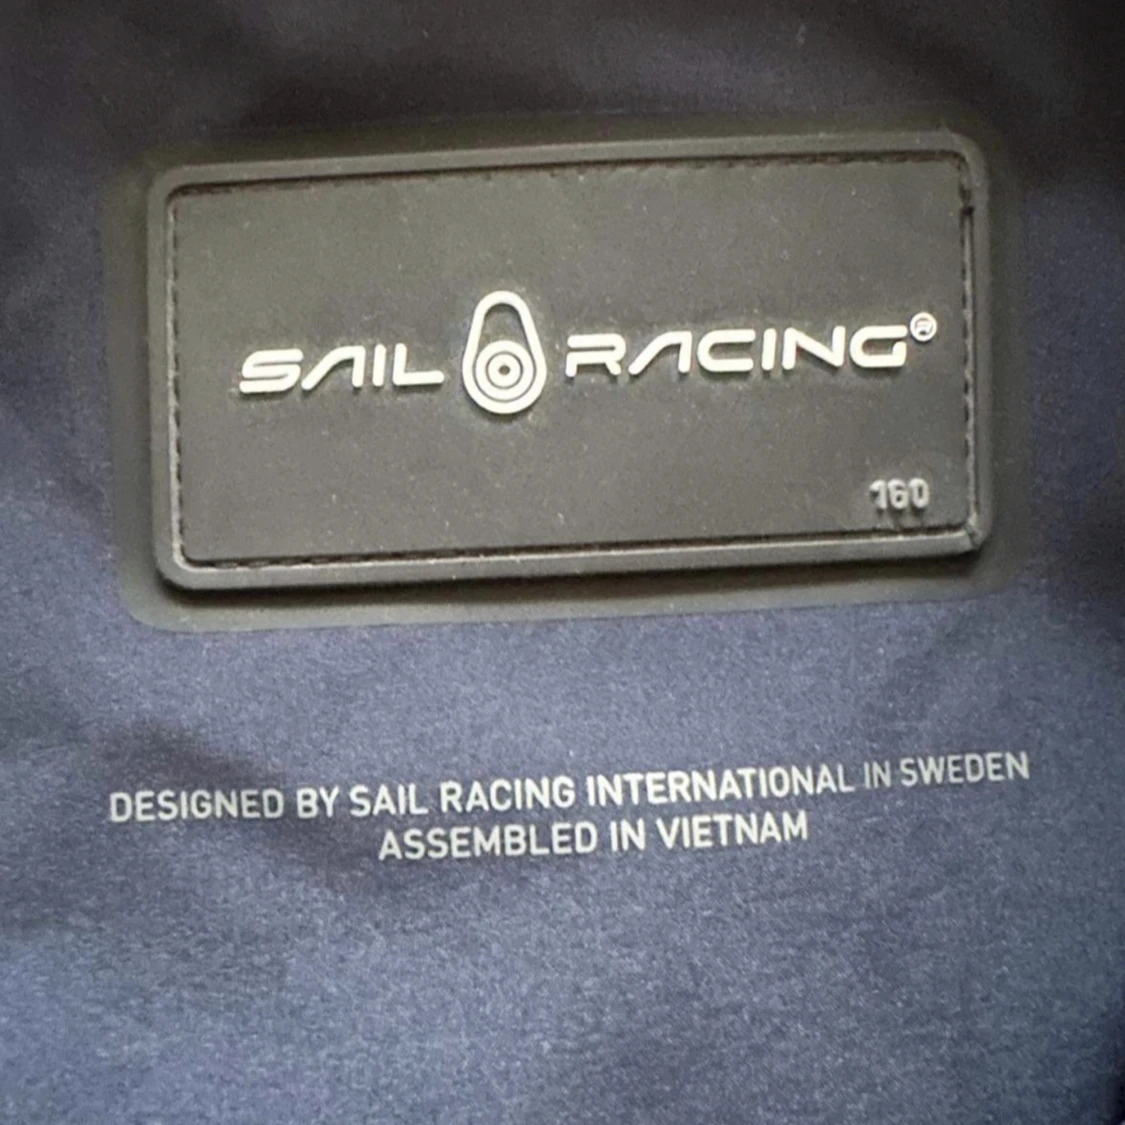 SAIL RACING®
160
DESIGNED BY SAIL RACING INTERNATIONAL IN SWEDEN
ASSEMBLED IN VIETNAM